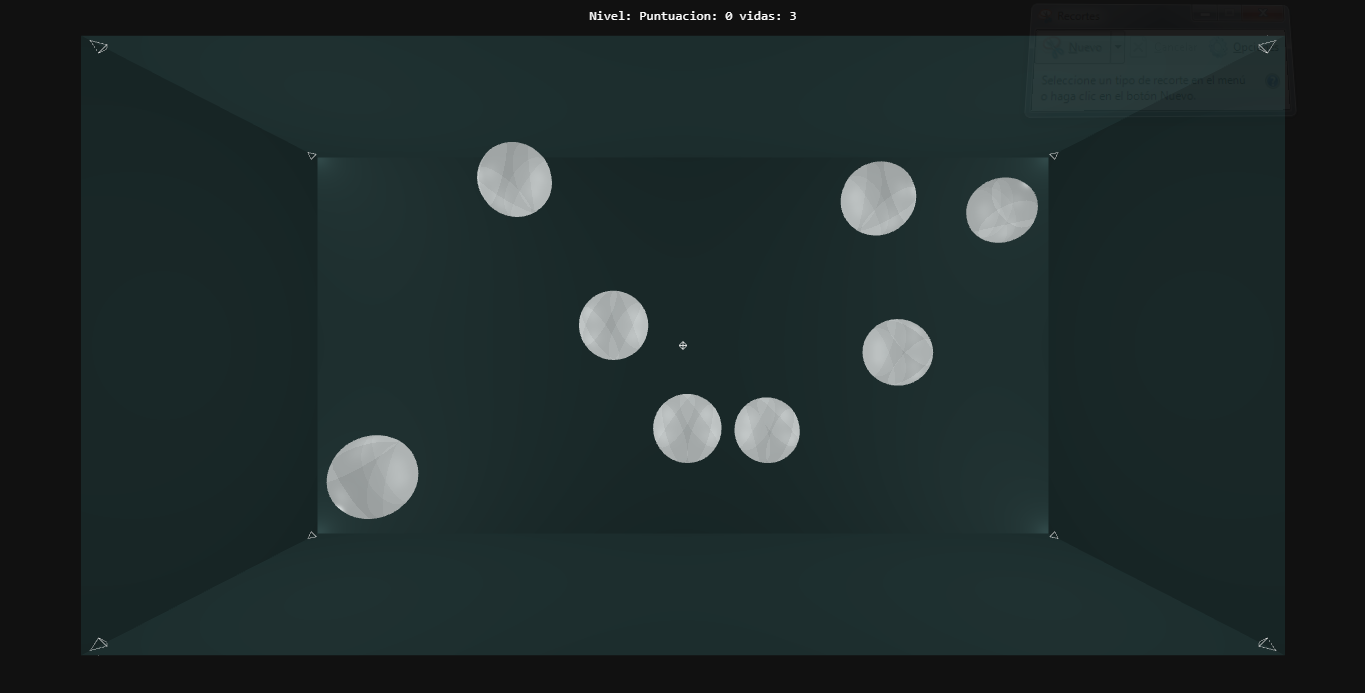 Nivel: Puntuacion: 0 vidas: 3
Recortes
Nuevo
Seleccione un tipo de recorte en el menú
o haga clic en el botón Nuevo.